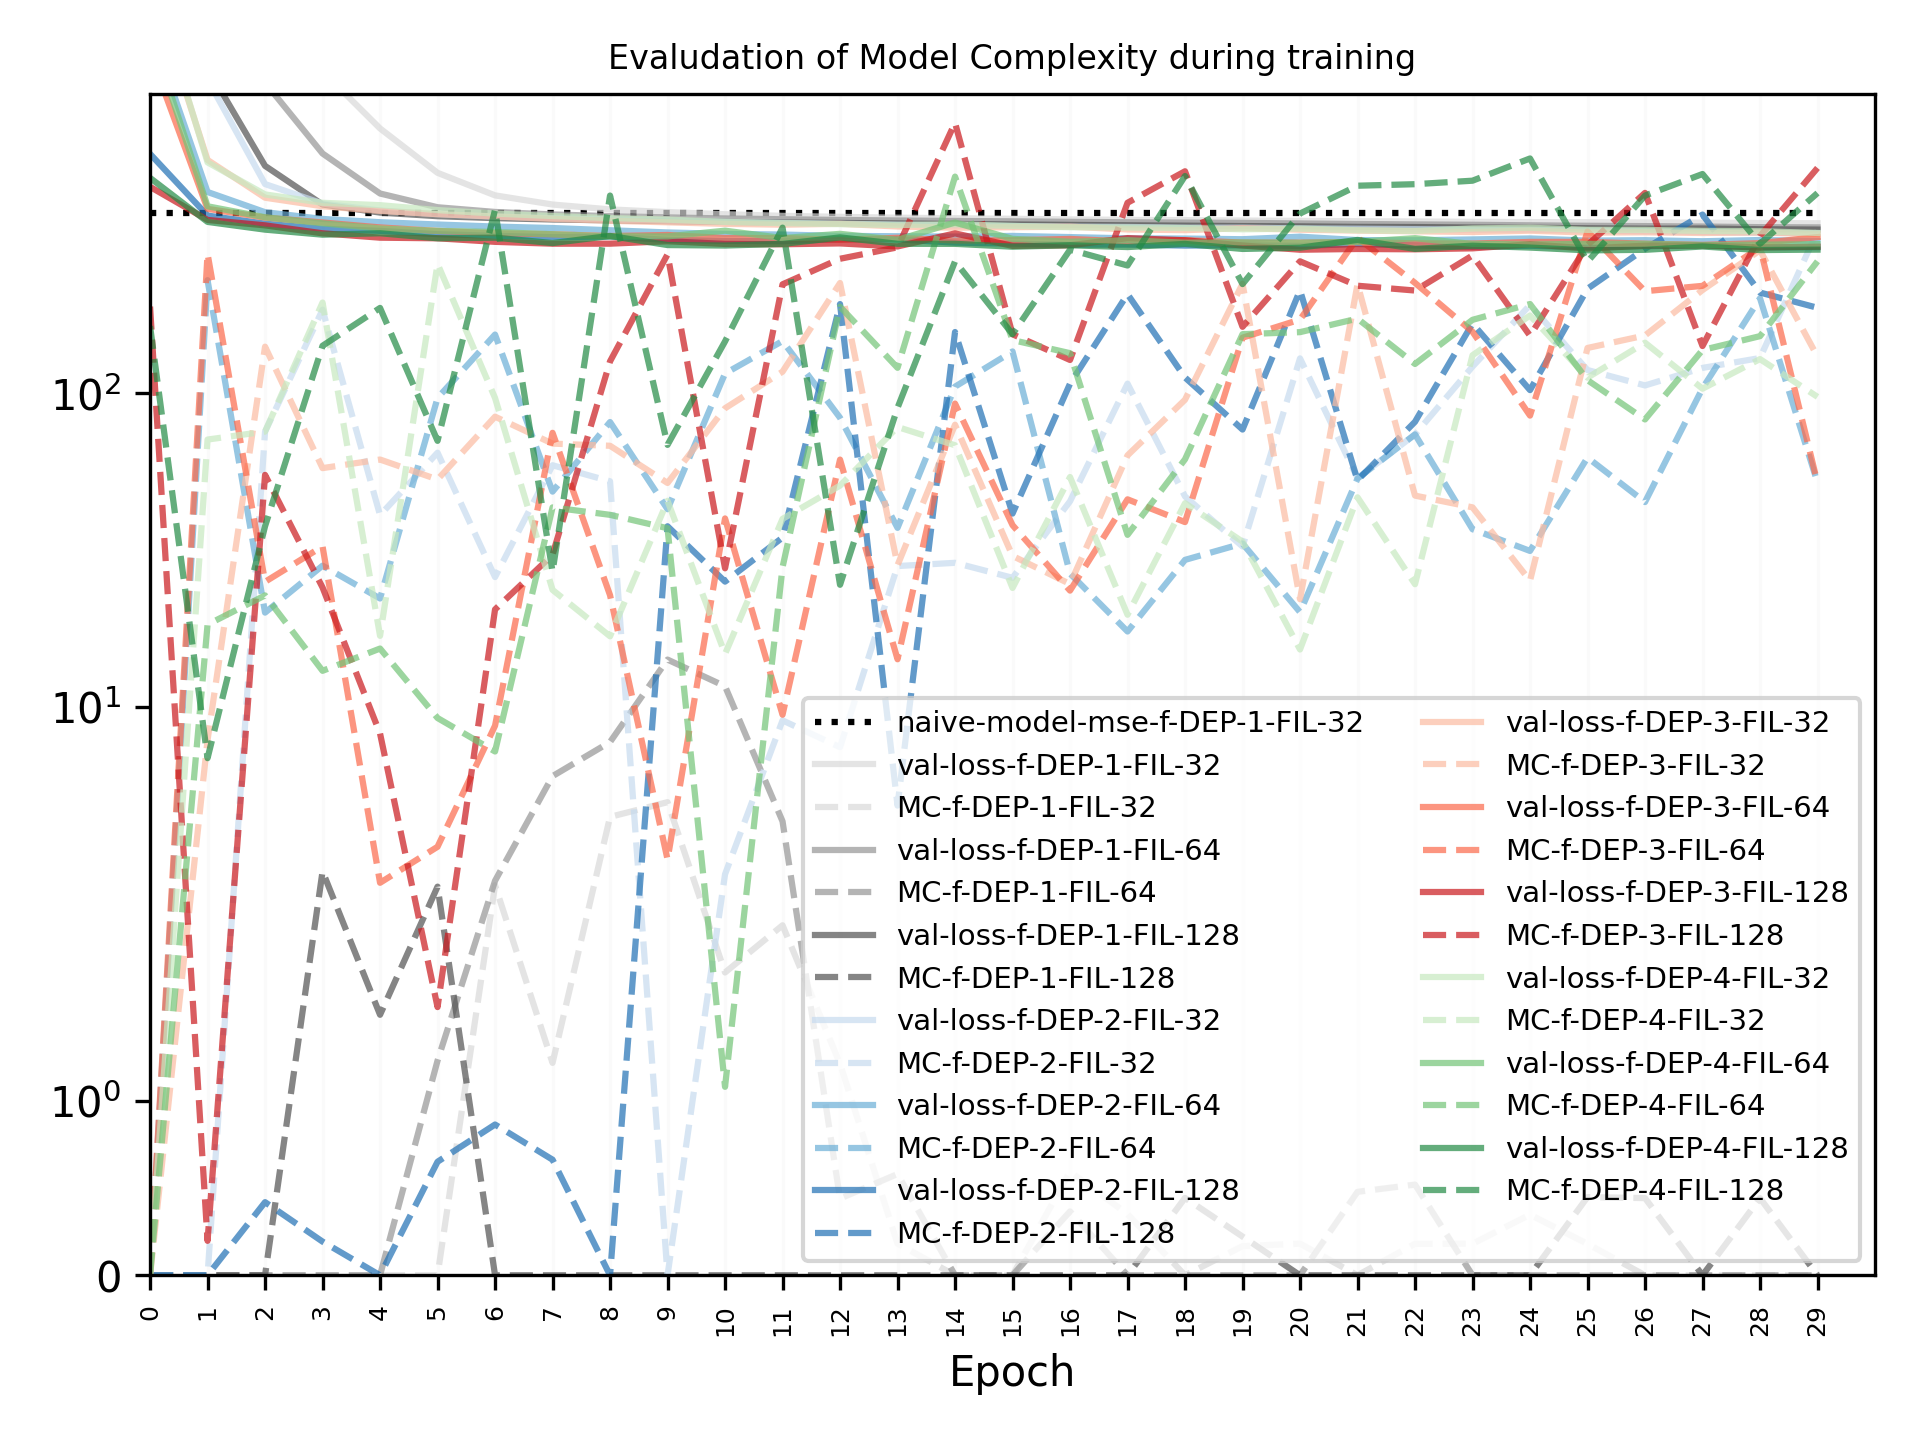 Evaludation of Model Complexity during training
10²
10¹
10⁰
0
naive-model-mse-f-DEP-1-FIL-32
val-loss-f-DEP-1-FIL-32
MC-f-DEP-1-FIL-32
val-loss-f-DEP-1-FIL-64
MC-f-DEP-1-FIL-64
val-loss-f-DEP-1-FIL-128
MC-f-DEP-1-FIL-128
val-loss-f-DEP-2-FIL-32
MC-f-DEP-2-FIL-32
val-loss-f-DEP-2-FIL-64
MC-f-DEP-2-FIL-64
val-loss-f-DEP-2-FIL-128
MC-f-DEP-2-FIL-128
val-loss-f-DEP-3-FIL-32
MC-f-DEP-3-FIL-32
val-loss-f-DEP-3-FIL-64
MC-f-DEP-3-FIL-64
val-loss-f-DEP-3-FIL-128
MC-f-DEP-3-FIL-128
val-loss-f-DEP-4-FIL-32
MC-f-DEP-4-FIL-32
val-loss-f-DEP-4-FIL-64
MC-f-DEP-4-FIL-64
val-loss-f-DEP-4-FIL-128
MC-f-DEP-4-FIL-128
0 1 2 3 4 5 6 7 8 9 10 11 12 13 14 15 16 17 18 19 20 21 22 23 24 25 26 27 28 29
Epoch